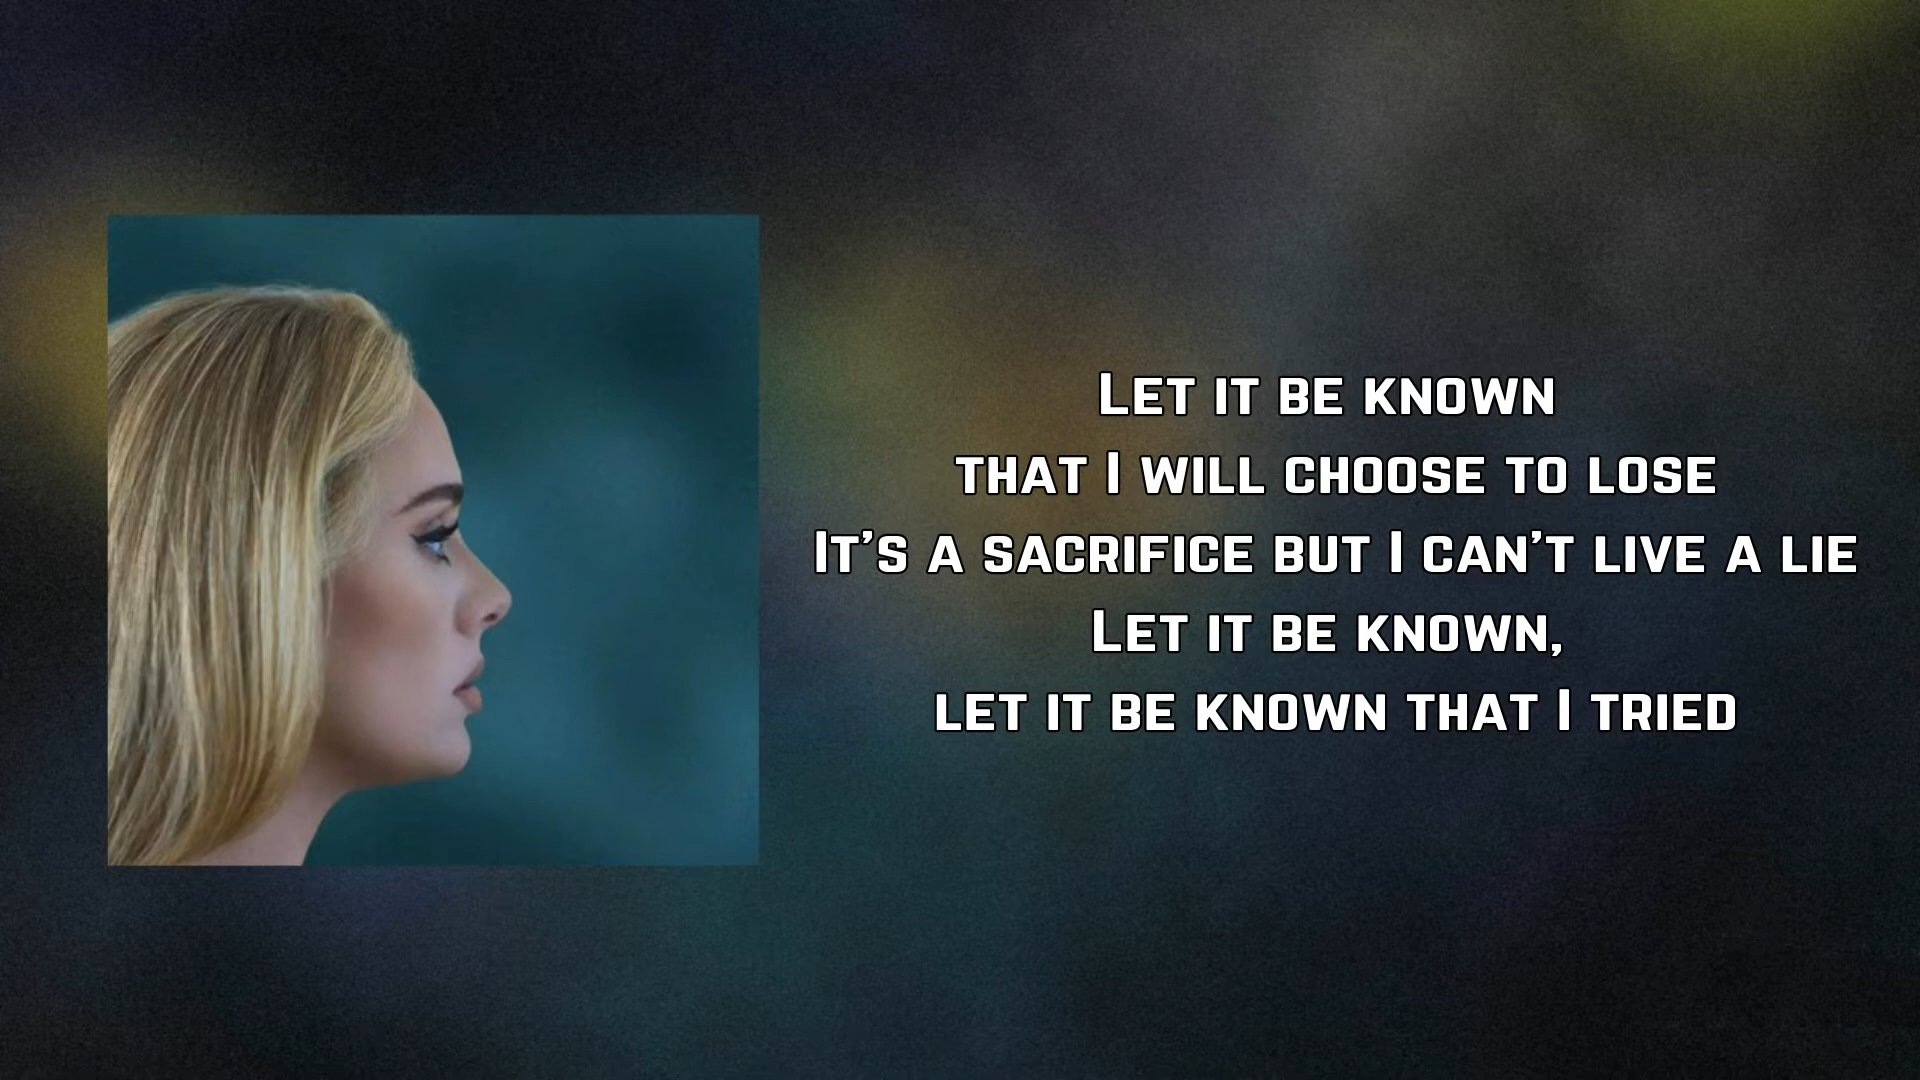 Let it be known
that I will choose to lose
It's a sacrifice but I can't live a lie
Let it be known,
let it be known that I tried